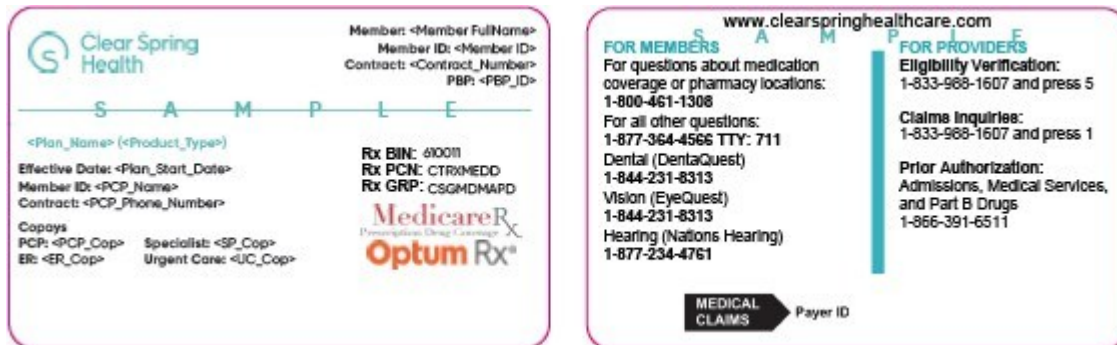 Clear Spring
Health
Member: <Member FullName>
Member ID: <Member ID>
Contract: <Contract_Number>
PBP: <PBP_ID>
S A M P L E
<Plan_Name> (<Product_Type>)
Effective Date: <Plan_Start_Date>
Member ID: <PCP_Name>
Contract: <PCP_Phone_Number>
Copays
PCP: <PCP_Cop> Specialist: <SP_Cop>
ER: <ER_Cop> Urgent Care: <UC_Cop>
Rx BIN: 610011
Rx PCN: CTRXMEDD
Rx GRP: CSGMDMAPD
MedicareRx
Prescription Drug Coverage
Optum Rx®
www.clearspringhealthcare.com
S A M P L E
FOR MEMBERS
For questions about medication
coverage or pharmacy locations:
1-800-461-1308
For all other questions:
1-877-364-4566 TTY: 711
Dental (DentaQuest)
1-844-231-8313
Vision (EyeQuest)
1-844-231-8313
Hearing (Nations Hearing)
1-877-234-4761
FOR PROVIDERS
Eligibility Verification:
1-833-988-1607 and press 5
Claims Inquiries:
1-833-988-1607 and press 1
Prior Authorization:
Admissions, Medical Services,
and Part B Drugs
1-866-391-6511
MEDICAL
CLAIMS
Payer ID